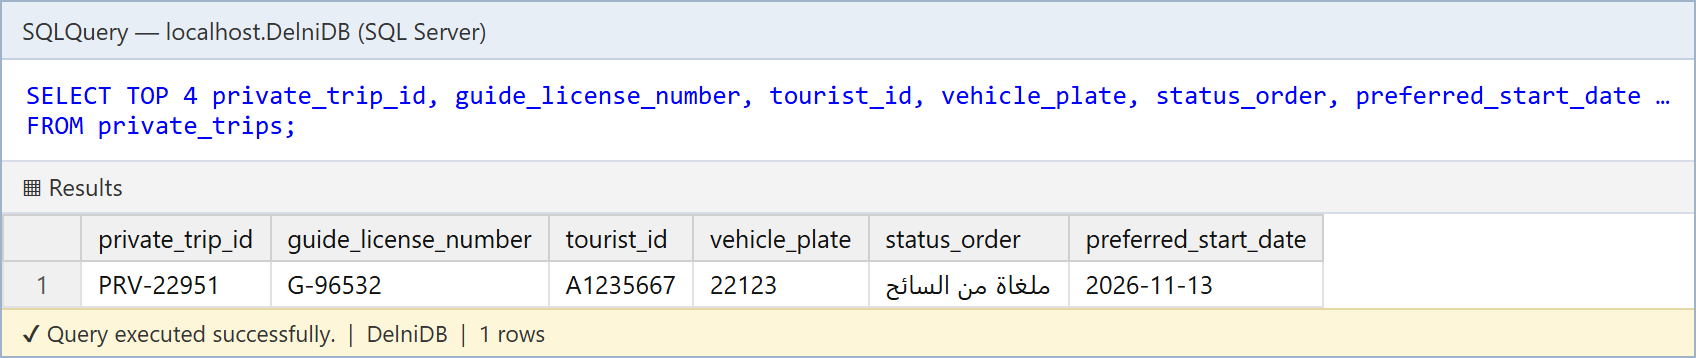 SQLQuery — localhost.DelniDB (SQL Server)
SELECT TOP 4 private_trip_id, guide_license_number, tourist_id, vehicle_plate, status_order, preferred_start_date …
FROM private_trips;
▦ Results
private_trip_id guide_license_number tourist_id vehicle_plate status_order preferred_start_date
1 PRV-22951 G-96532 A1235667 22123 ملغاة من السائح 2026-11-13
✔ Query executed successfully. | DelniDB | 1 rows